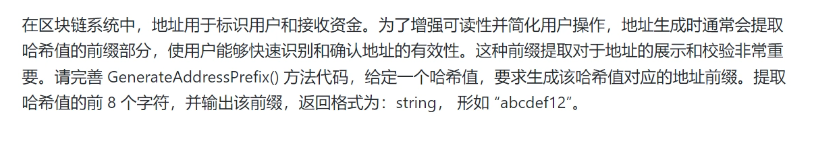 在区块链系统中，地址用于标识用户和接收资金。为了增强可读性并简化用户操作，地址生成时通常会提取
哈希值的前缀部分，使用户能够快速识别和确认地址的有效性。这种前缀提取对于地址的展示和校验非常重
要。请完善 GenerateAddressPrefix() 方法代码，给定一个哈希值，要求生成该哈希值对应的地址前缀。提取
哈希值的前 8 个字符，并输出该前缀，返回格式为：string， 形如 “abcdef12”。